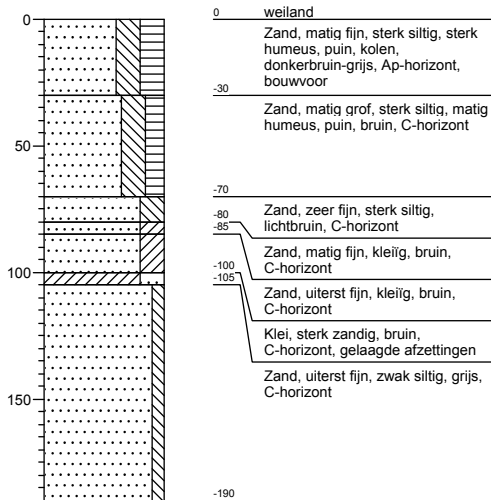 0
50
100
150
0
weiland
Zand, matig fijn, sterk siltig, sterk
humeus, puin, kolen,
donkerbruin-grijs, Ap-horizont,
bouwvoor
-30
Zand, matig grof, sterk siltig, matig
humeus, puin, bruin, C-horizont
-70
Zand, zeer fijn, sterk siltig,
lichtbruin, C-horizont
-80
-85
Zand, matig fijn, kleiïg, bruin,
C-horizont
-100
-105
Zand, uiterst fijn, kleiïg, bruin,
C-horizont
Klei, sterk zandig, bruin,
C-horizont, gelaagde afzettingen
Zand, uiterst fijn, zwak siltig, grijs,
C-horizont
-190